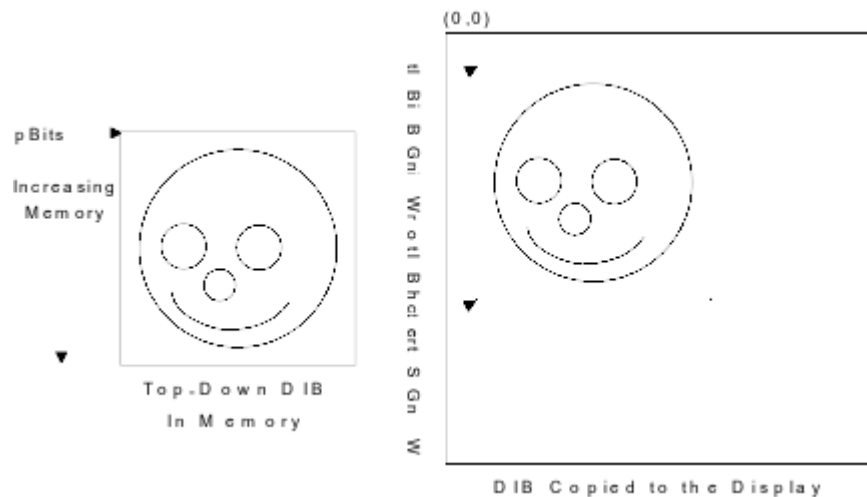 (0,0)
pBits
Increasing
Memory
Top-Down DIB
In Memory
DIB Copied to the Display